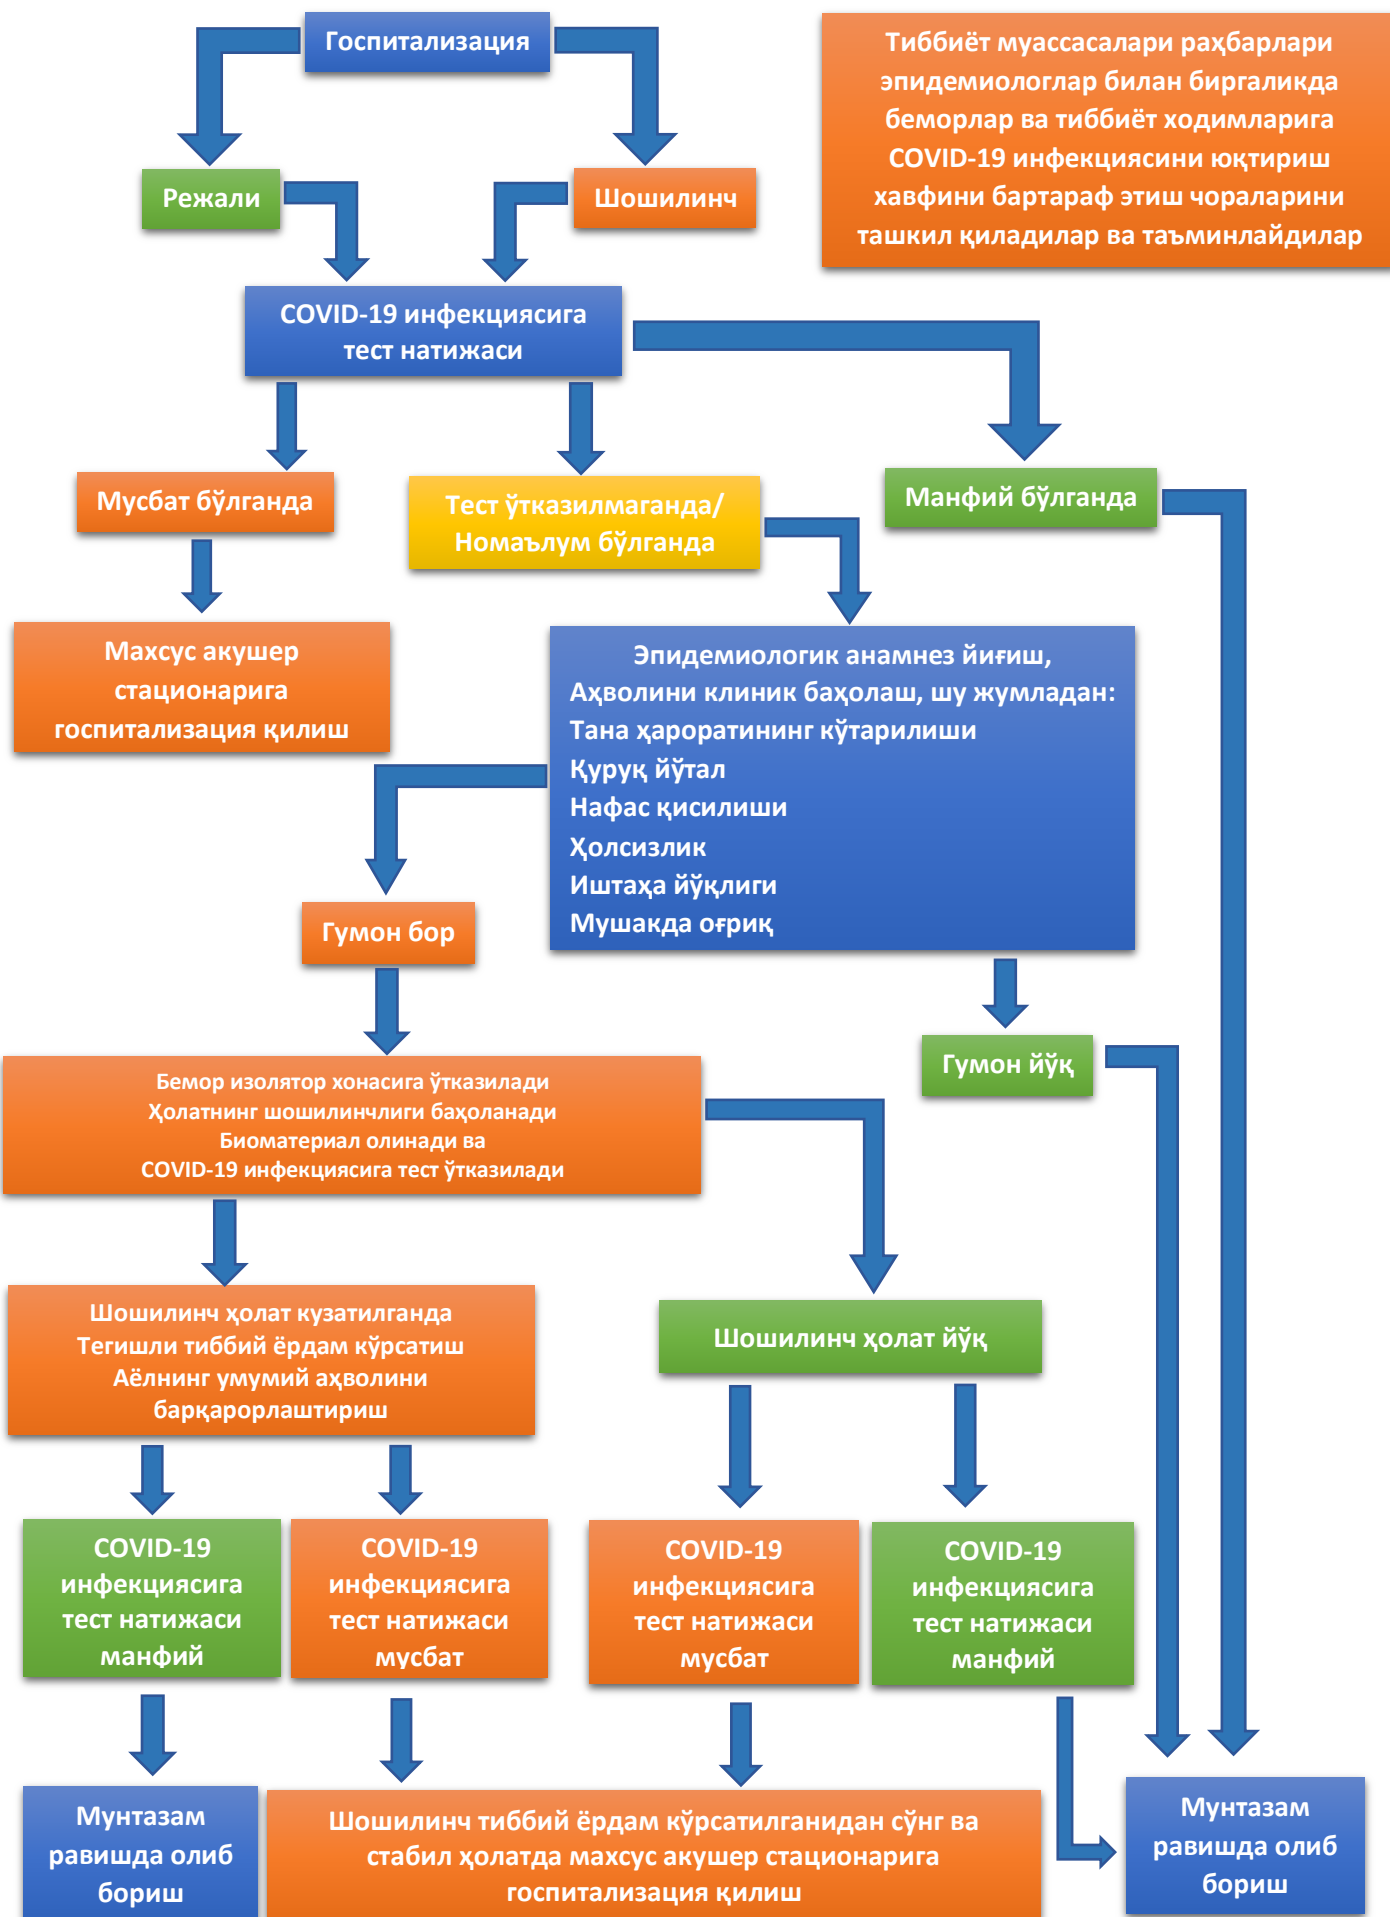 Госпитализация
Тиббиёт муассасалари раҳбарлари
эпидемиологлар билан биргаликда
беморлар ва тиббиёт ходимларига
COVID-19 инфекциясини юқтириш
хавфини бартараф этиш чораларини
ташкил қиладилар ва таъминлайдилар
Режали
Шошилинч
COVID-19 инфекциясига
тест натижаси
Мусбат бўлганда
Тест ўтказилмаганда/
Номаълум бўлганда
Манфий бўлганда
Махсус акушер
стационарига
госпитализация қилиш
Эпидемиологик анамнез йиғиш,
Аҳволини клиник баҳолаш, шу жумладан:
Тана ҳароратининг кўтарилиши
Қуруқ йўтал
Нафас қисилиши
Ҳолсизлик
Иштаҳа йўқлиги
Мушакда оғриқ
Гумон бор
Гумон йўқ
Бемор изолятор хонасига ўтказилади
Ҳолатнинг шошилинчлиги баҳоланади
Биоматериал олинади ва
COVID-19 инфекциясига тест ўтказилади
Шошилинч ҳолат кузатилганда
Тегишли тиббий ёрдам кўрсатиш
Аёлнинг умумий аҳволини
барқарорлаштириш
Шошилинч ҳолат йўқ
COVID-19
инфекциясига
тест натижаси
манфий
COVID-19
инфекциясига
тест натижаси
мусбат
COVID-19
инфекциясига
тест натижаси
мусбат
COVID-19
инфекциясига
тест натижаси
манфий
Мунтазам
равишда олиб
бориш
Шошилинч тиббий ёрдам кўрсатилганидан сўнг ва
стабил ҳолатда махсус акушер стационарига
госпитализация қилиш
Мунтазам
равишда олиб
бориш